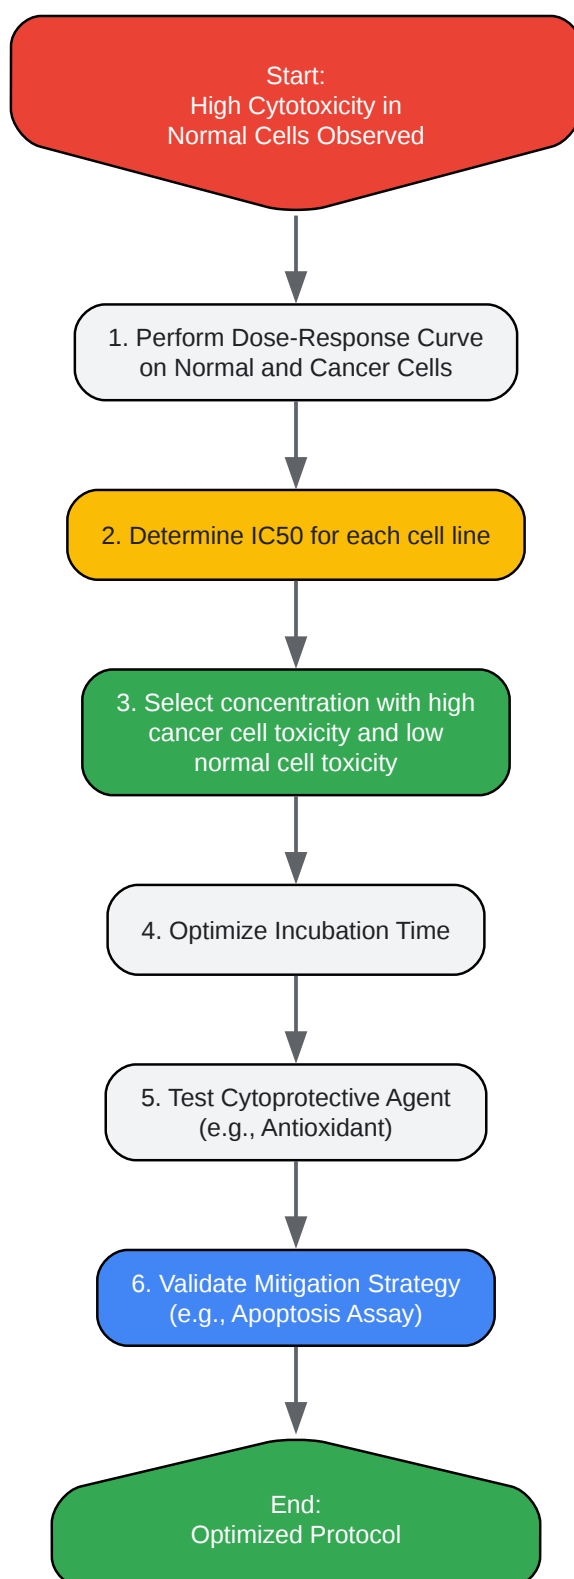 Start:
High Cytotoxicity in
Normal Cells Observed
1. Perform Dose-Response Curve
on Normal and Cancer Cells
2. Determine IC50 for each cell line
3. Select concentration with high
cancer cell toxicity and low
normal cell toxicity
4. Optimize Incubation Time
5. Test Cytoprotective Agent
(e.g., Antioxidant)
6. Validate Mitigation Strategy
(e.g., Apoptosis Assay)
End:
Optimized Protocol